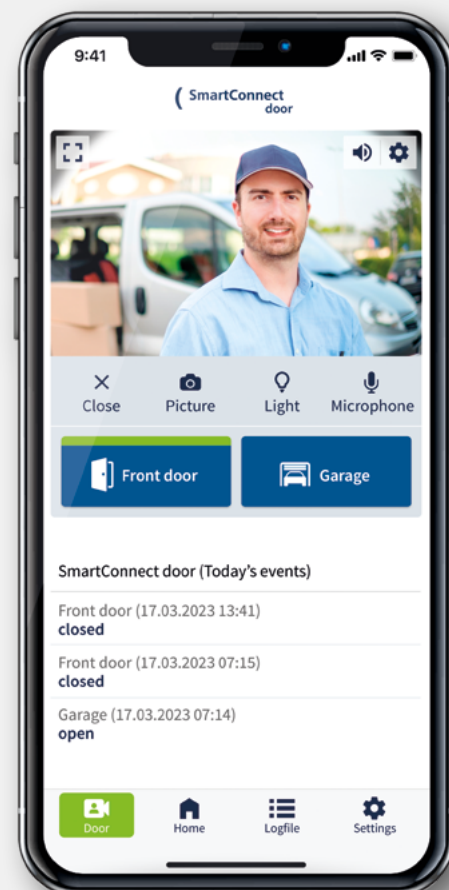 9:41
SmartConnect
door
Close Picture Light Microphone
Front door Garage
SmartConnect door (Today's events)
Front door (17.03.2023 13:41)
closed
Front door (17.03.2023 07:15)
closed
Garage (17.03.2023 07:14)
open
Door Home Logfile Settings